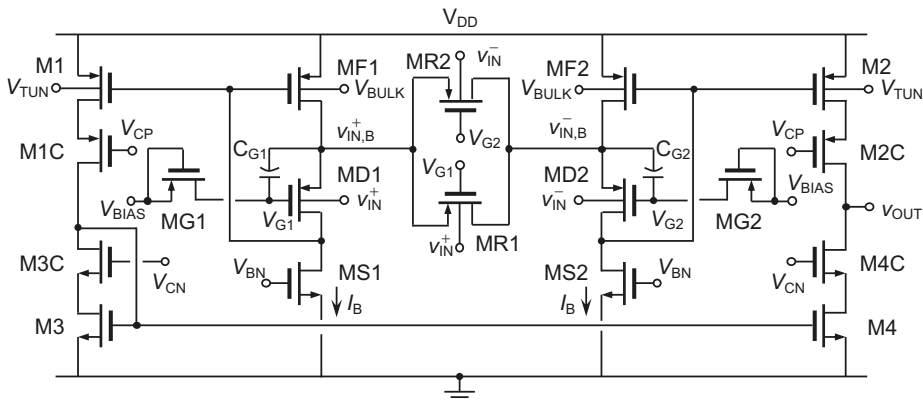 V_DD
M1 MF1 MR2 v_IN^- MF2 M2
V_TUN V_BULK V_BULK V_TUN
V_CP v_IN,B^+ v_IN,B^- V_CP
M1C C_G1 V_G2 C_G2 M2C
MD1 V_G1 MD2
V_BIAS v_IN^+ v_IN^- V_BIAS
MG1 V_G1 v_IN^+ MR1 V_G2 MG2 v_OUT
M3C V_CN V_BN MS1 MS2 V_BN V_CN M4C
I_B I_B
M3 M4